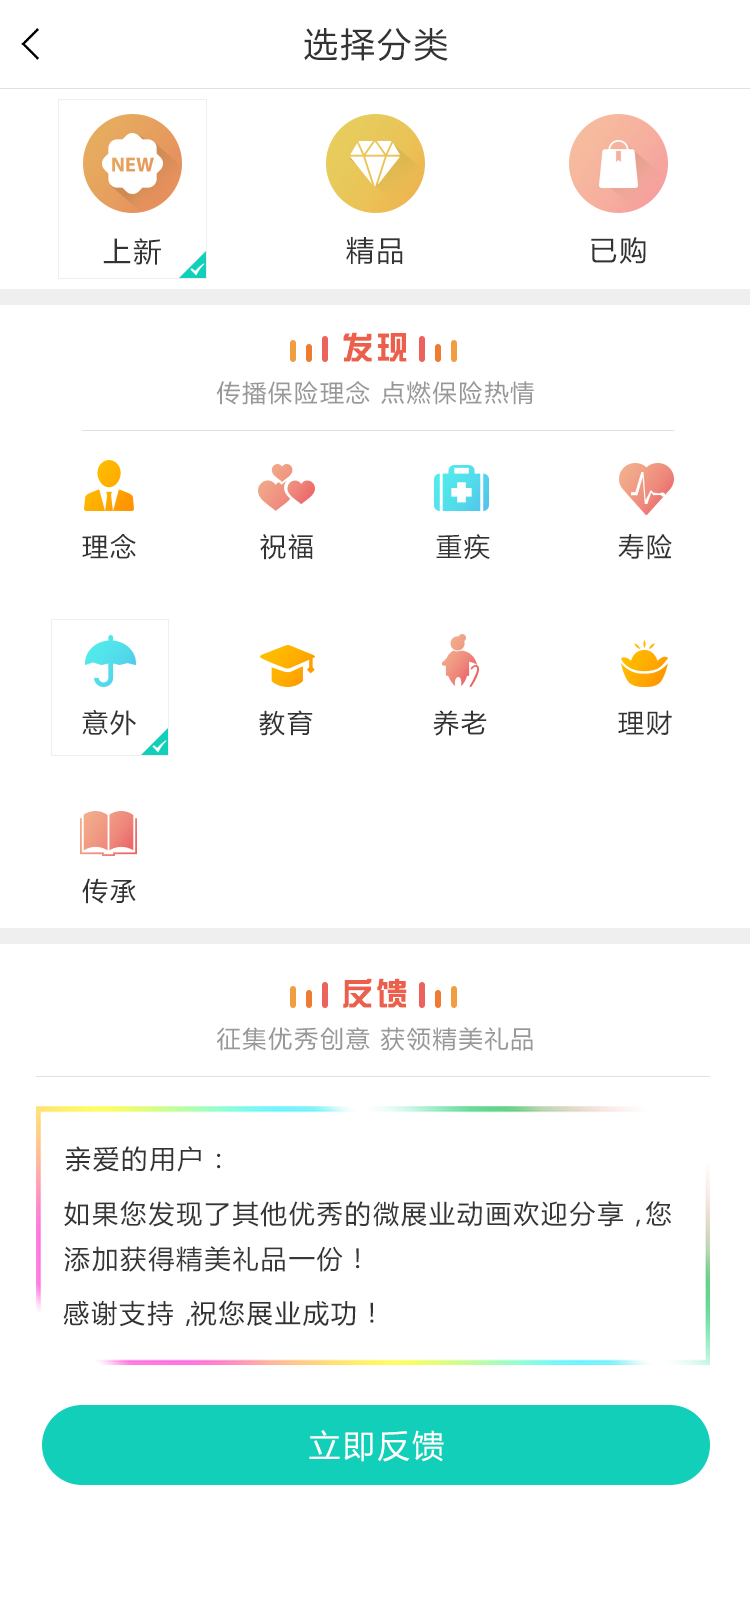 选择分类
NEW
上新 精品 已购
发现
传播保险理念 点燃保险热情
理念 祝福 重疾 寿险
意外 教育 养老 理财
传承
反馈
征集优秀创意 获领精美礼品
亲爱的用户：
如果您发现了其他优秀的微展业动画欢迎分享，您
添加获得精美礼品一份！
感谢支持，祝您展业成功！
立即反馈